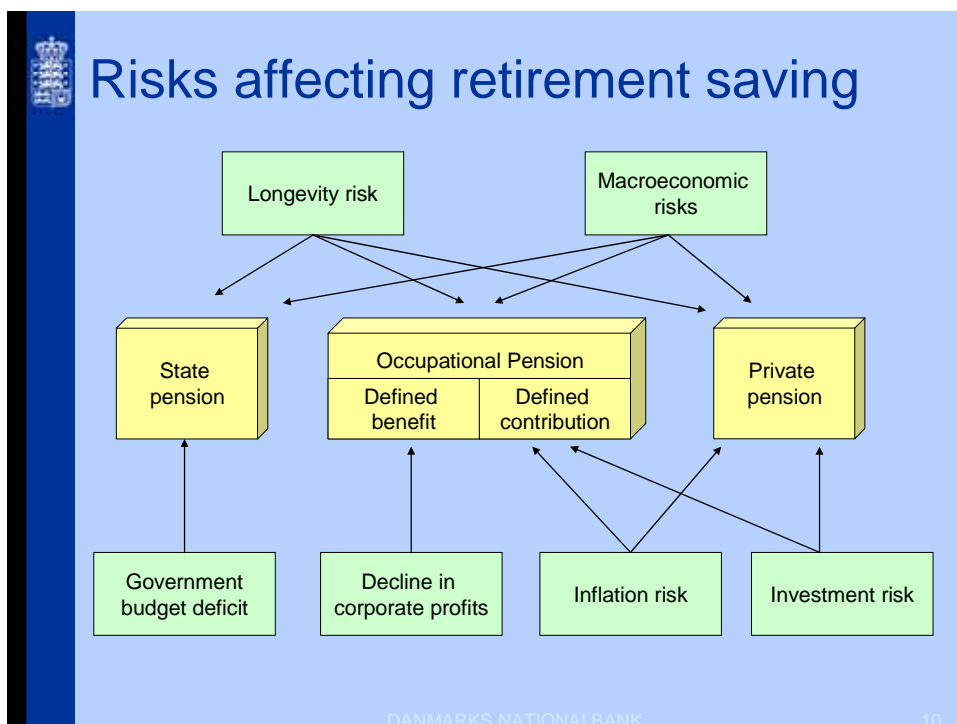 Risks affecting retirement saving
Longevity risk
Macroeconomic
risks
State
pension
Occupational Pension
Defined
benefit
Defined
contribution
Private
pension
Government
budget deficit
Decline in
corporate profits
Inflation risk
Investment risk
DANMARKS NATIONALBANK
10